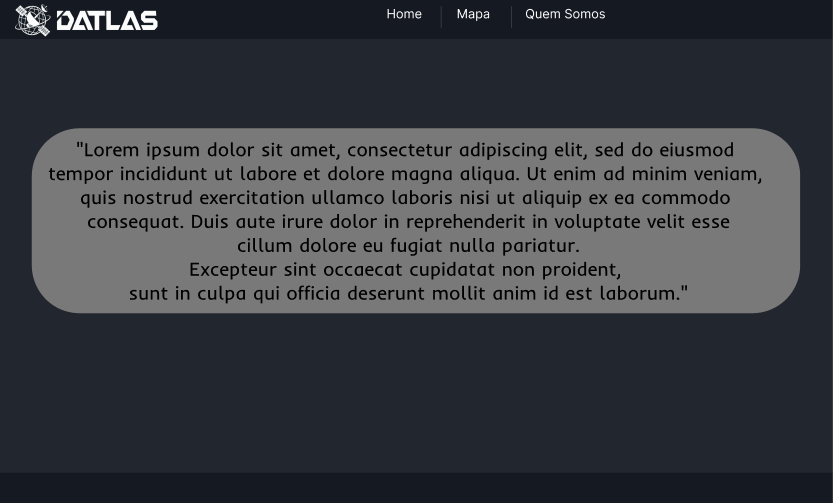 DATLAS
Home
Mapa
Quem Somos
"Lorem ipsum dolor sit amet, consectetur adipiscing elit, sed do eiusmod
tempor incididunt ut labore et dolore magna aliqua. Ut enim ad minim veniam,
quis nostrud exercitation ullamco laboris nisi ut aliquip ex ea commodo
consequat. Duis aute irure dolor in reprehenderit in voluptate velit esse
cillum dolore eu fugiat nulla pariatur.
Excepteur sint occaecat cupidatat non proident,
sunt in culpa qui officia deserunt mollit anim id est laborum."